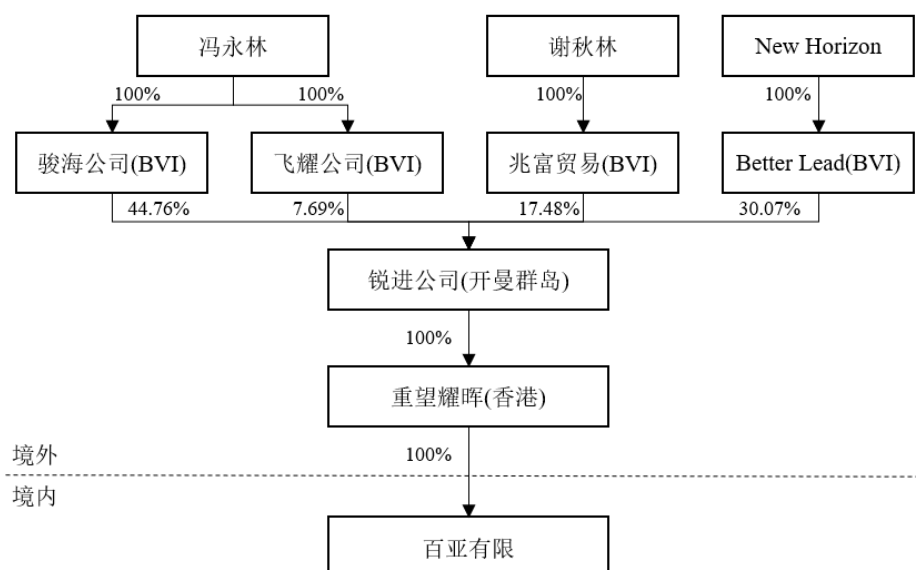 冯永林
谢秋林
New Horizon
100%
100%
100%
100%
骏海公司(BVI)
飞耀公司(BVI)
兆富贸易(BVI)
Better Lead(BVI)
44.76%
7.69%
17.48%
30.07%
锐进公司(开曼群岛)
100%
重望耀晖(香港)
境外
100%
境内
百亚有限